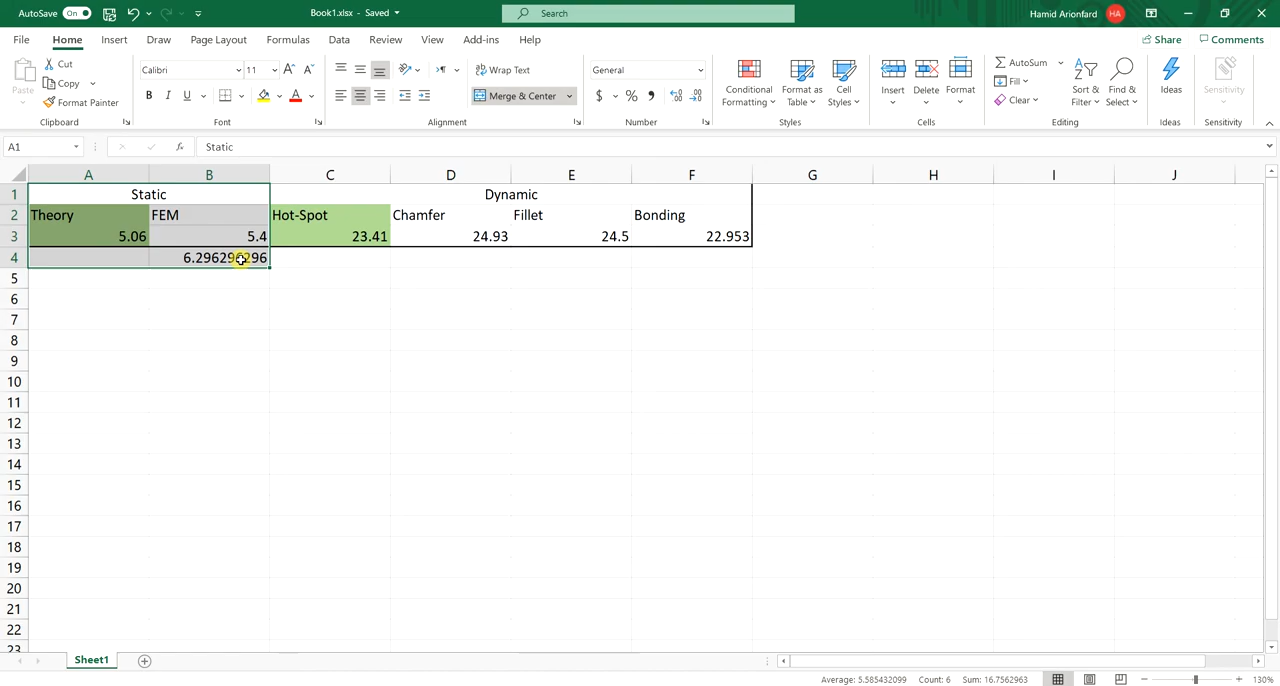 AutoSave On Book1.xlsx - Saved Search Hamid Arionfard HA
File Home Insert Draw Page Layout Formulas Data Review View Add-ins Help Share Comments
Paste Cut Copy Format Painter Clipboard
Calibri 11 A A B I U A Font
ab Wrap Text Merge & Center Alignment
General $ % 9 .00 .00 Number
Conditional Formatting Format as Table Cell Styles Styles
Insert Delete Format Cells
AutoSum Fill Clear Sort & Filter Find & Select Editing
Ideas Ideas
Sensitivity Sensitivity
A1 fx Static
A B C D E F G H I J
1 Static Dynamic
2 Theory FEM Hot-Spot Chamfer Fillet Bonding
3 5.06 5.4 23.41 24.93 24.5 22.953
4 6.296296296
5
6
7
8
9
10
11
12
13
14
15
16
17
18
19
20
21
22
23
Sheet1
Average: 5.585432099 Count: 6 Sum: 16.7562963 130%